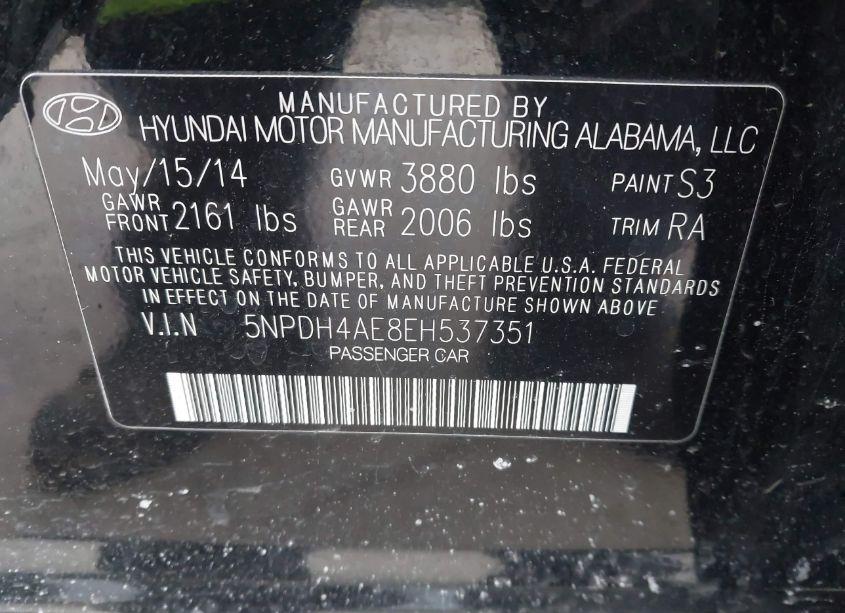 MANUFACTURED BY
HYUNDAI MOTOR MANUFACTURING ALABAMA, LLC
May/15/14 GVWR 3880 lbs PAINT S3
GAWR FRONT 2161 lbs GAWR REAR 2006 lbs TRIM RA
THIS VEHICLE CONFORMS TO ALL APPLICABLE U.S.A. FEDERAL
MOTOR VEHICLE SAFETY, BUMPER, AND THEFT PREVENTION STANDARDS
IN EFFECT ON THE DATE OF MANUFACTURE SHOWN ABOVE
V.I.N 5NPDH4AE8EH537351
PASSENGER CAR